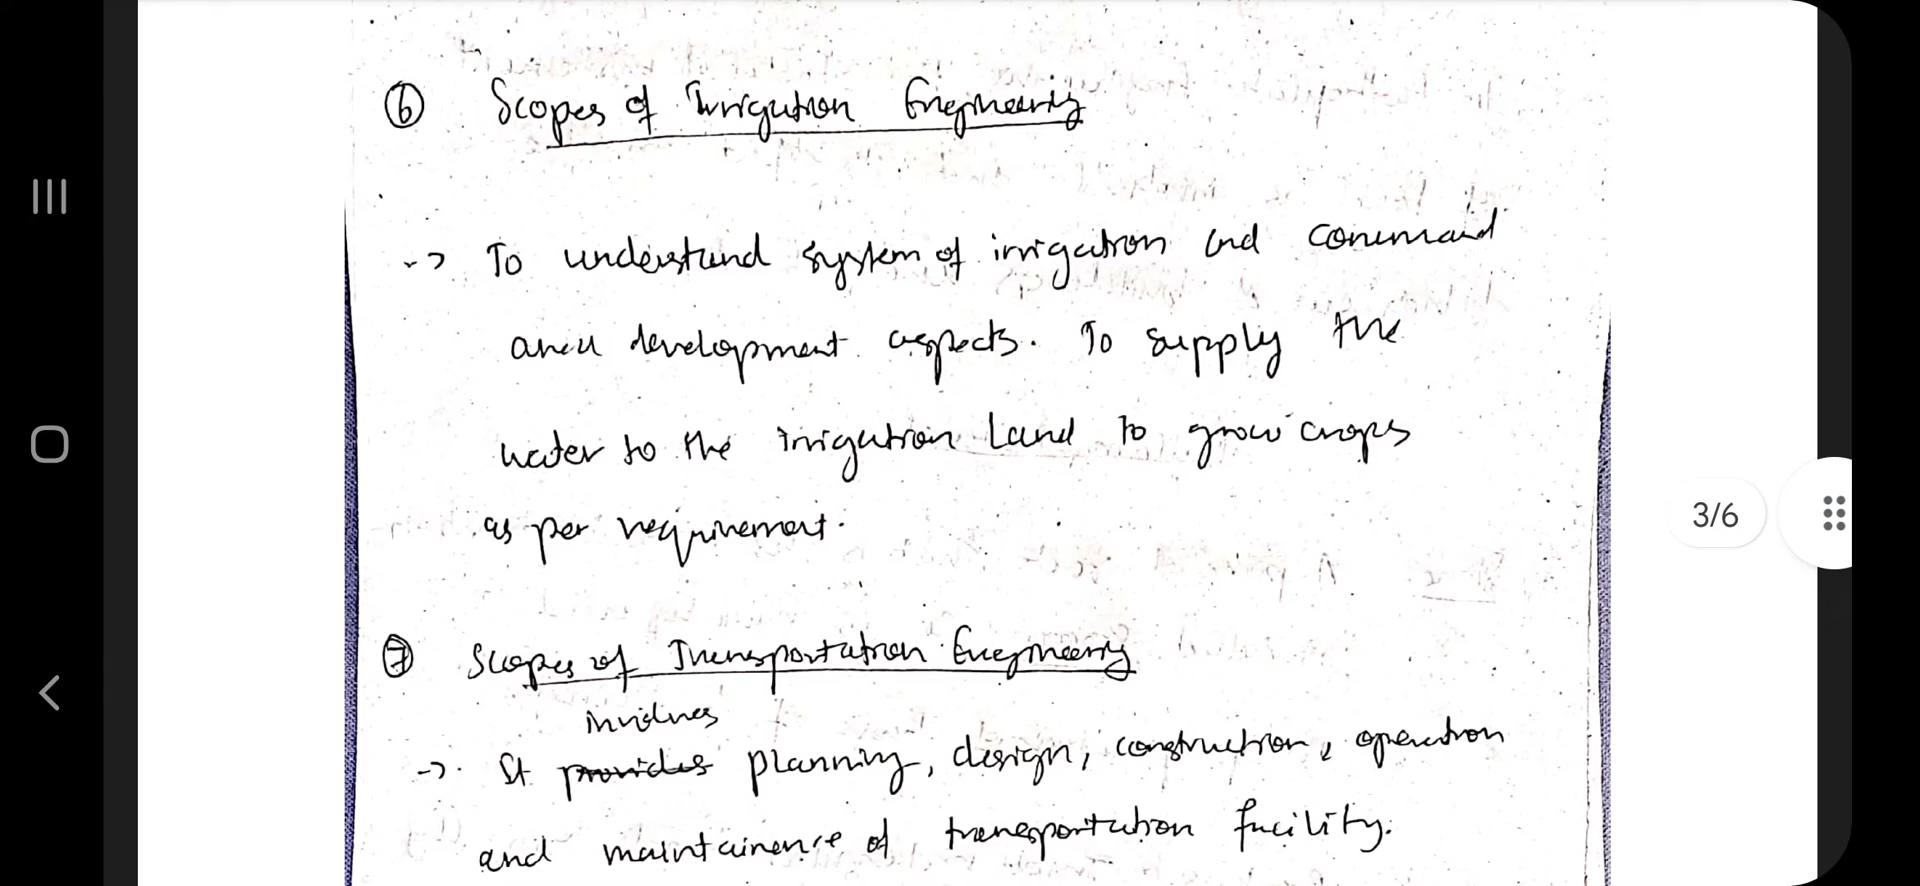 ⑥ Scopes of Irrigation Engineering
-> To understand system of irrigation and command
area development aspects. To supply the
water to the irrigation land to grow crops
as per requirement.
3/6
⑦ Scopes of Transportation Engineering
involves
-> It provides planning, design, construction, operation
and maintainence of transportation facility.